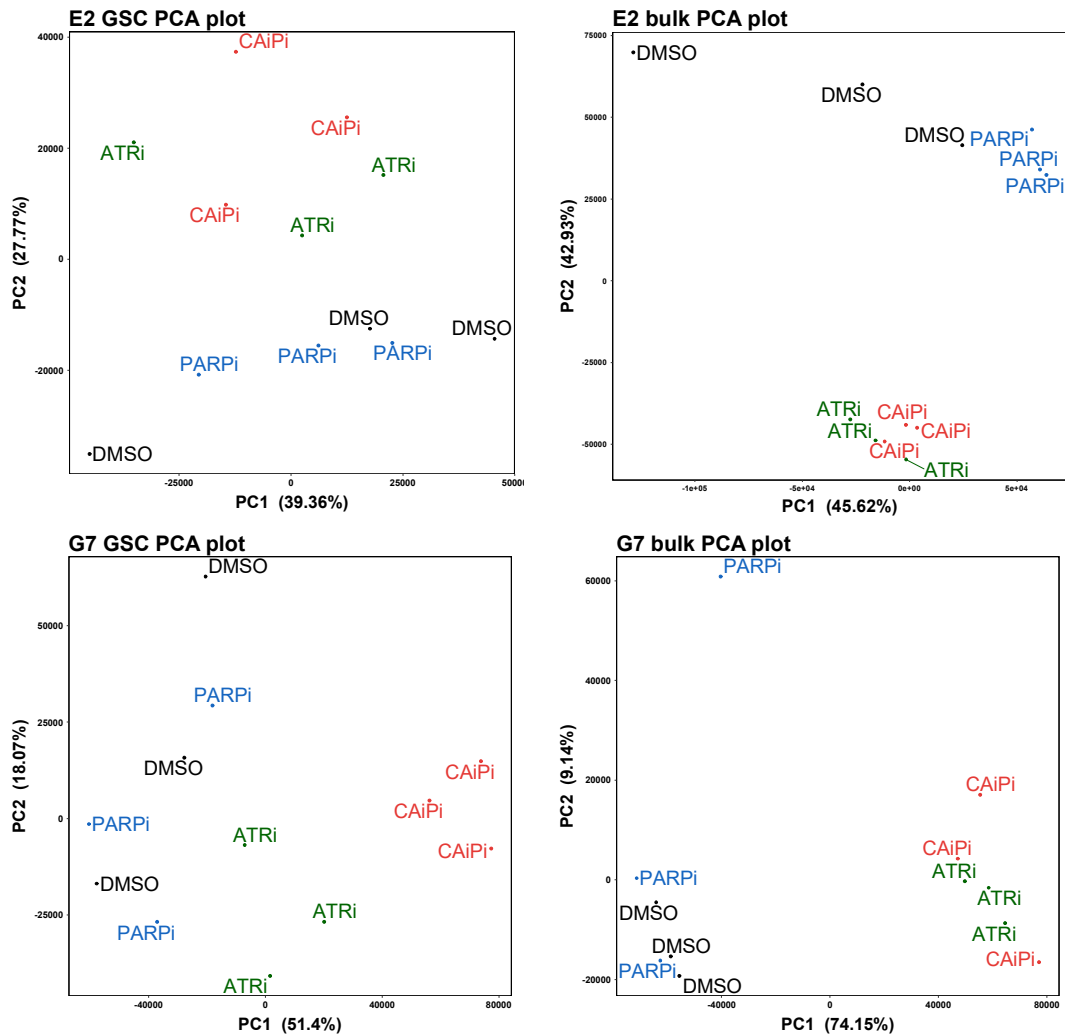 E2 GSC PCA plot
40000
20000
0
-20000
PC2 (27.77%)
CAiPi
CAiPi
ATRi
ATRi
CAiPi
ATRi
DMSO
DMSO
PARPi
PARPi
PARPi
DMSO
-25000
0
25000
50000
PC1 (39.36%)
E2 bulk PCA plot
75000
50000
25000
0
-25000
-50000
PC2 (42.93%)
DMSO
DMSO
DMSO
PARPi
PARPi
PARPi
ATRi
CAiPi
ATRi
CAiPi
CAiPi
ATRi
-1e+05
-5e+04
0e+00
5e+04
PC1 (45.62%)
G7 GSC PCA plot
50000
25000
0
-25000
PC2 (18.07%)
DMSO
PARPi
DMSO
CAiPi
CAiPi
PARPi
ATRi
CAiPi
DMSO
ATRi
PARPi
ATRi
-40000
0
40000
80000
PC1 (51.4%)
G7 bulk PCA plot
60000
40000
20000
0
-20000
PC2 (9.14%)
PARPi
CAiPi
CAiPi
ATRi
PARPi
ATRi
DMSO
ATRi
DMSO
CAiPi
PARPi
DMSO
-40000
0
40000
80000
PC1 (74.15%)